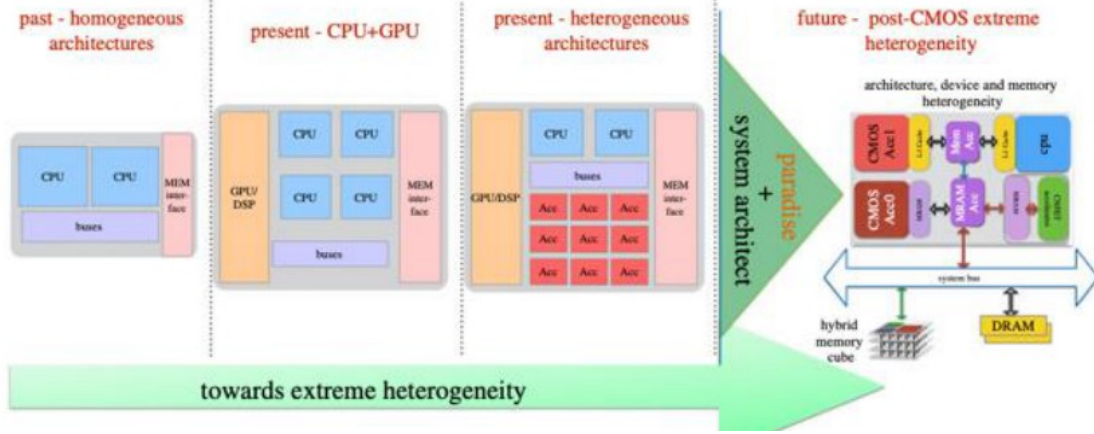 past - homogeneous
architectures
CPU
CPU
buses
MEM
inter-
face
present - CPU+GPU
GPU/
DSP
CPU
CPU
CPU
CPU
buses
MEM
inter-
face
present - heterogeneous
architectures
GPU/DSP
CPU
CPU
buses
Acc
Acc
Acc
Acc
Acc
Acc
Acc
Acc
Acc
MEM
inter-
face
system architect
+
paradise
future - post-CMOS extreme
heterogeneity
architecture, device and memory
heterogeneity
CMOS
Acc1
Mem
Acc
cpu
CMOS
Acc0
MRAM
MRAM
Acc
system bus
hybrid
memory
cube
DRAM
towards extreme heterogeneity